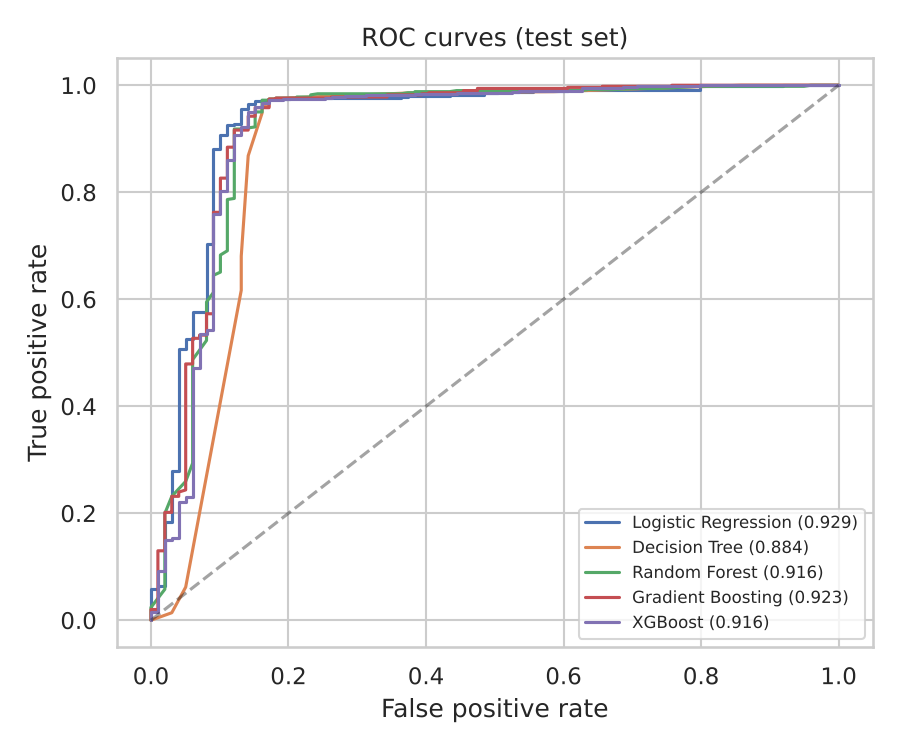 ROC curves (test set)
True positive rate
1.0
0.8
0.6
0.4
0.2
0.0
Logistic Regression (0.929)
Decision Tree (0.884)
Random Forest (0.916)
Gradient Boosting (0.923)
XGBoost (0.916)
0.0 0.2 0.4 0.6 0.8 1.0
False positive rate